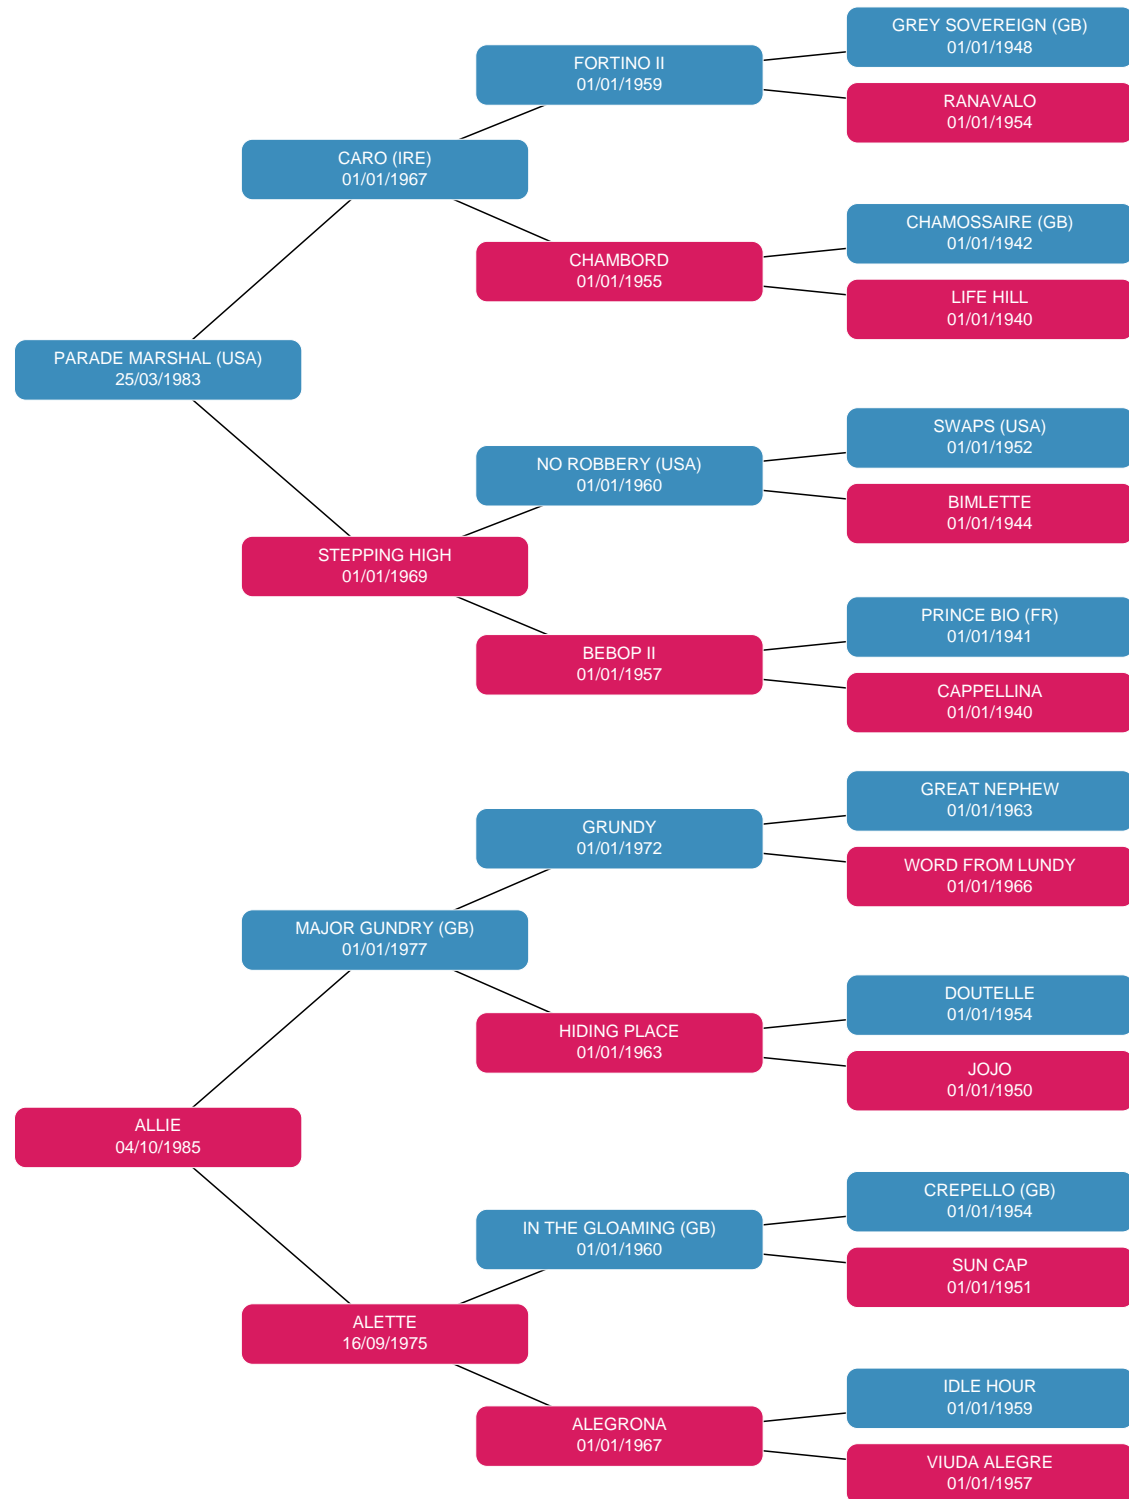 GREY SOVEREIGN (GB)
01/01/1948
FORTINO II
01/01/1959
RANAVALO
01/01/1954
CARO (IRE)
01/01/1967
CHAMOSSAIRE (GB)
01/01/1942
CHAMBORD
01/01/1955
LIFE HILL
01/01/1940
PARADE MARSHAL (USA)
25/03/1983
SWAPS (USA)
01/01/1952
NO ROBBERY (USA)
01/01/1960
BIMLETTE
01/01/1944
STEPPING HIGH
01/01/1969
PRINCE BIO (FR)
01/01/1941
BEBOP II
01/01/1957
CAPPELLINA
01/01/1940
GREAT NEPHEW
01/01/1963
GRUNDY
01/01/1972
WORD FROM LUNDY
01/01/1966
MAJOR GUNDRY (GB)
01/01/1977
DOUTELLE
01/01/1954
HIDING PLACE
01/01/1963
JOJO
01/01/1950
ALLIE
04/10/1985
CREPELLO (GB)
01/01/1954
IN THE GLOAMING (GB)
01/01/1960
SUN CAP
01/01/1951
ALETTE
16/09/1975
IDLE HOUR
01/01/1959
ALEGRONA
01/01/1967
VIUDA ALEGRE
01/01/1957